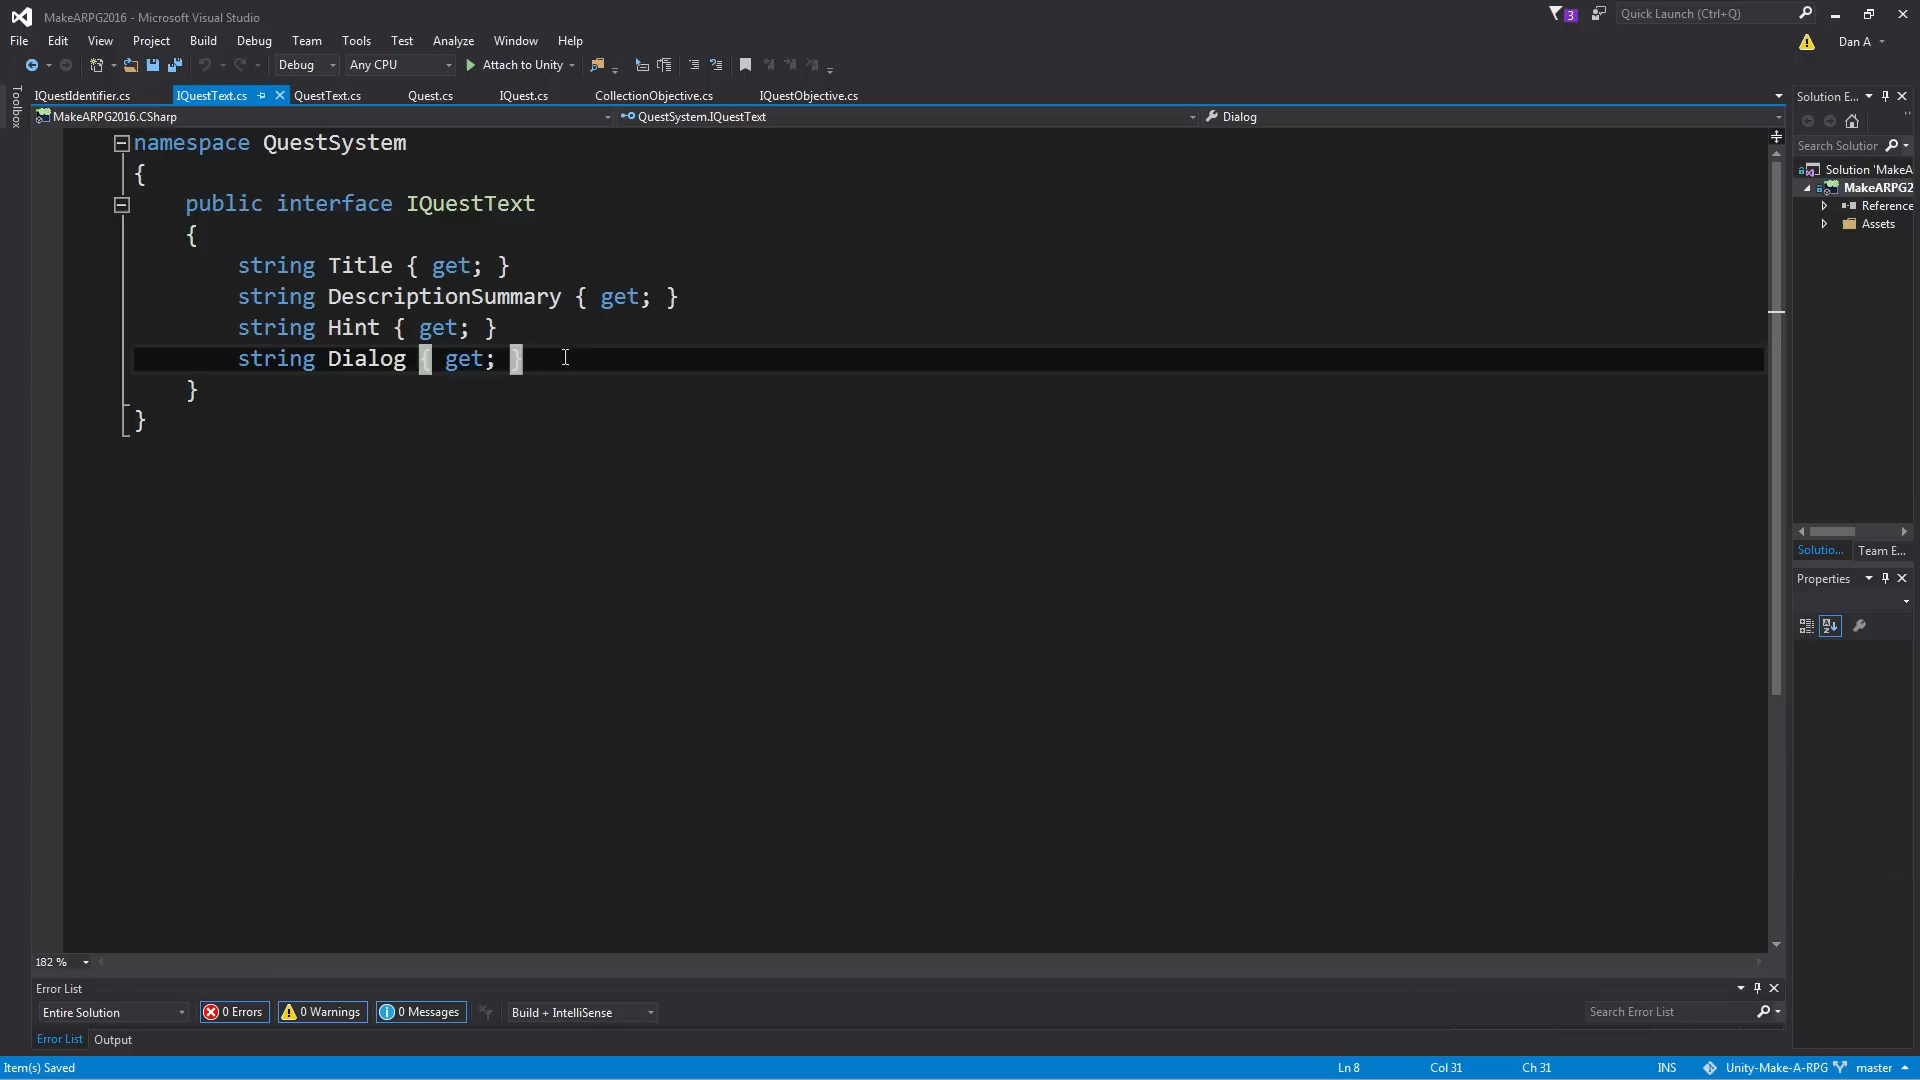 MakeARPG2016 - Microsoft Visual Studio
3
Quick Launch (Ctrl+Q)
File Edit View Project Build Debug Team Tools Test Analyze Window Help
Dan A
Debug Any CPU Attach to Unity
Toolbox
IQuestIdentifier.cs IQuestText.cs QuestText.cs Quest.cs IQuest.cs CollectionObjective.cs IQuestObjective.cs
MakeARPG2016.CSharp QuestSystem.IQuestText Dialog
namespace QuestSystem
{
public interface IQuestText
{
string Title { get; }
string DescriptionSummary { get; }
string Hint { get; }
string Dialog { get; }
}
}
Solution E...
Search Solution
Solution 'MakeA
MakeARPG2
Reference
Assets
Solutio... Team E...
Properties
182 %
Error List
Entire Solution 0 Errors 0 Warnings 0 Messages Build + IntelliSense Search Error List
Error List Output
Item(s) Saved Ln 8 Col 31 Ch 31 INS Unity-Make-A-RPG master